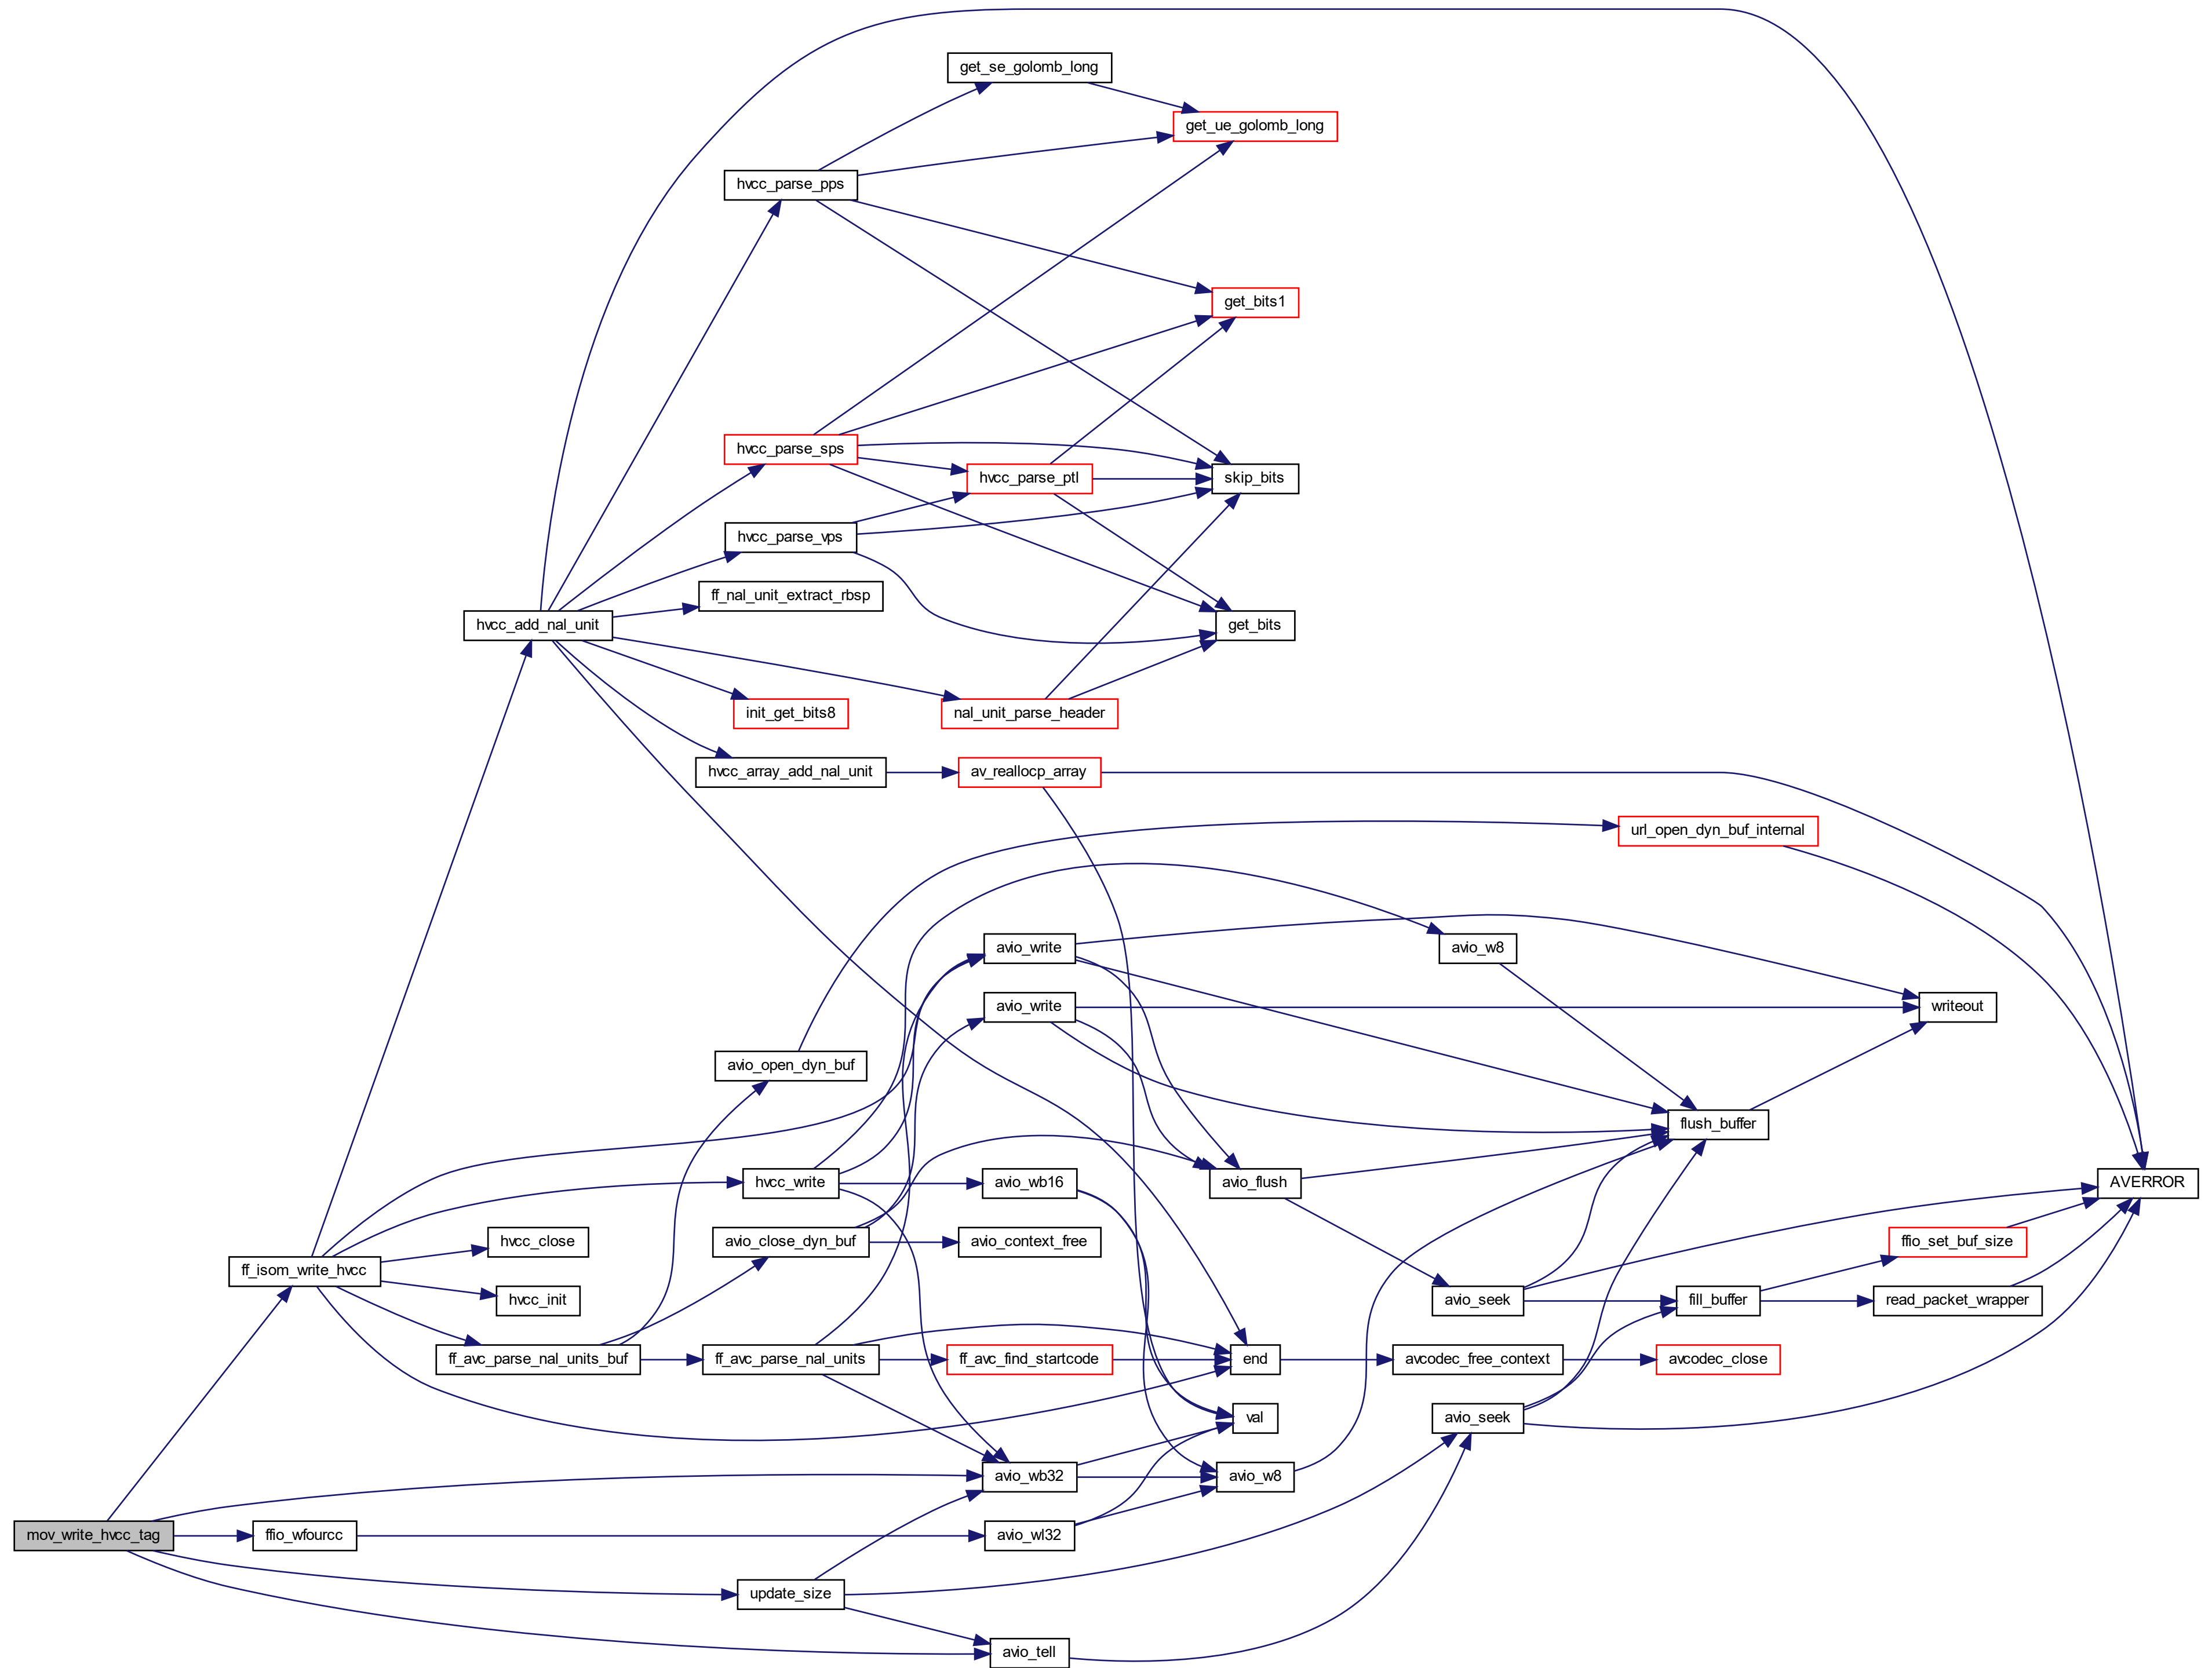 get_se_golomb_long
get_ue_golomb_long
hvcc_parse_pps
get_bits1
hvcc_parse_sps
hvcc_parse_ptl
skip_bits
hvcc_parse_vps
ff_nal_unit_extract_rbsp
hvcc_add_nal_unit
get_bits
init_get_bits8
nal_unit_parse_header
hvcc_array_add_nal_unit
av_reallocp_array
url_open_dyn_buf_internal
avio_write
avio_w8
avio_write
writeout
avio_open_dyn_buf
flush_buffer
hvcc_write
avio_wb16
avio_flush
AVERROR
hvcc_close
avio_close_dyn_buf
avio_context_free
ffio_set_buf_size
ff_isom_write_hvcc
hvcc_init
avio_seek
fill_buffer
read_packet_wrapper
ff_avc_parse_nal_units_buf
ff_avc_parse_nal_units
ff_avc_find_startcode
end
avcodec_free_context
avcodec_close
val
avio_seek
avio_wb32
avio_w8
mov_write_hvcc_tag
ffio_wfourcc
avio_wl32
update_size
avio_tell